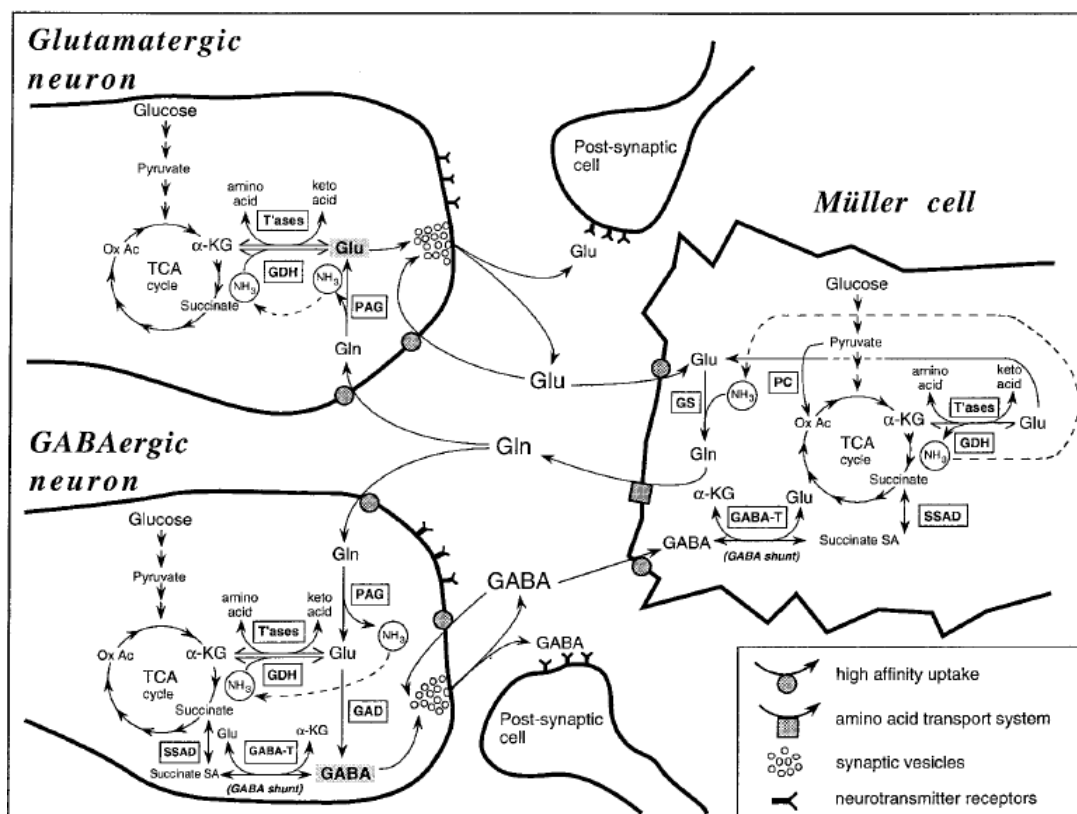 Glutamatergic
neuron
Glucose
Pyruvate
Ox Ac
TCA
cycle
α-KG
Succinate
amino
acid
keto
acid
T'ases
GDH
NH3
NH3
Glu
PAG
Gln
Post-synaptic
cell
Glu
Glu
Gln
Müller cell
Glucose
Pyruvate
Glu
GS
NH3
Gln
PC
Ox Ac
TCA
cycle
α-KG
Succinate
amino
acid
keto
acid
T'ases
GDH
Glu
NH3
SSAD
α-KG
Glu
GABA-T
GABA
Succinate SA
(GABA shunt)
GABAergic
neuron
Glucose
Pyruvate
Ox Ac
TCA
cycle
α-KG
Succinate
amino
acid
keto
acid
T'ases
GDH
NH3
Gln
PAG
NH3
Glu
GAD
SSAD
Glu
GABA-T
α-KG
Succinate SA
(GABA shunt)
GABA
GABA
GABA
Post-synaptic
cell
high affinity uptake
amino acid transport system
synaptic vesicles
neurotransmitter receptors